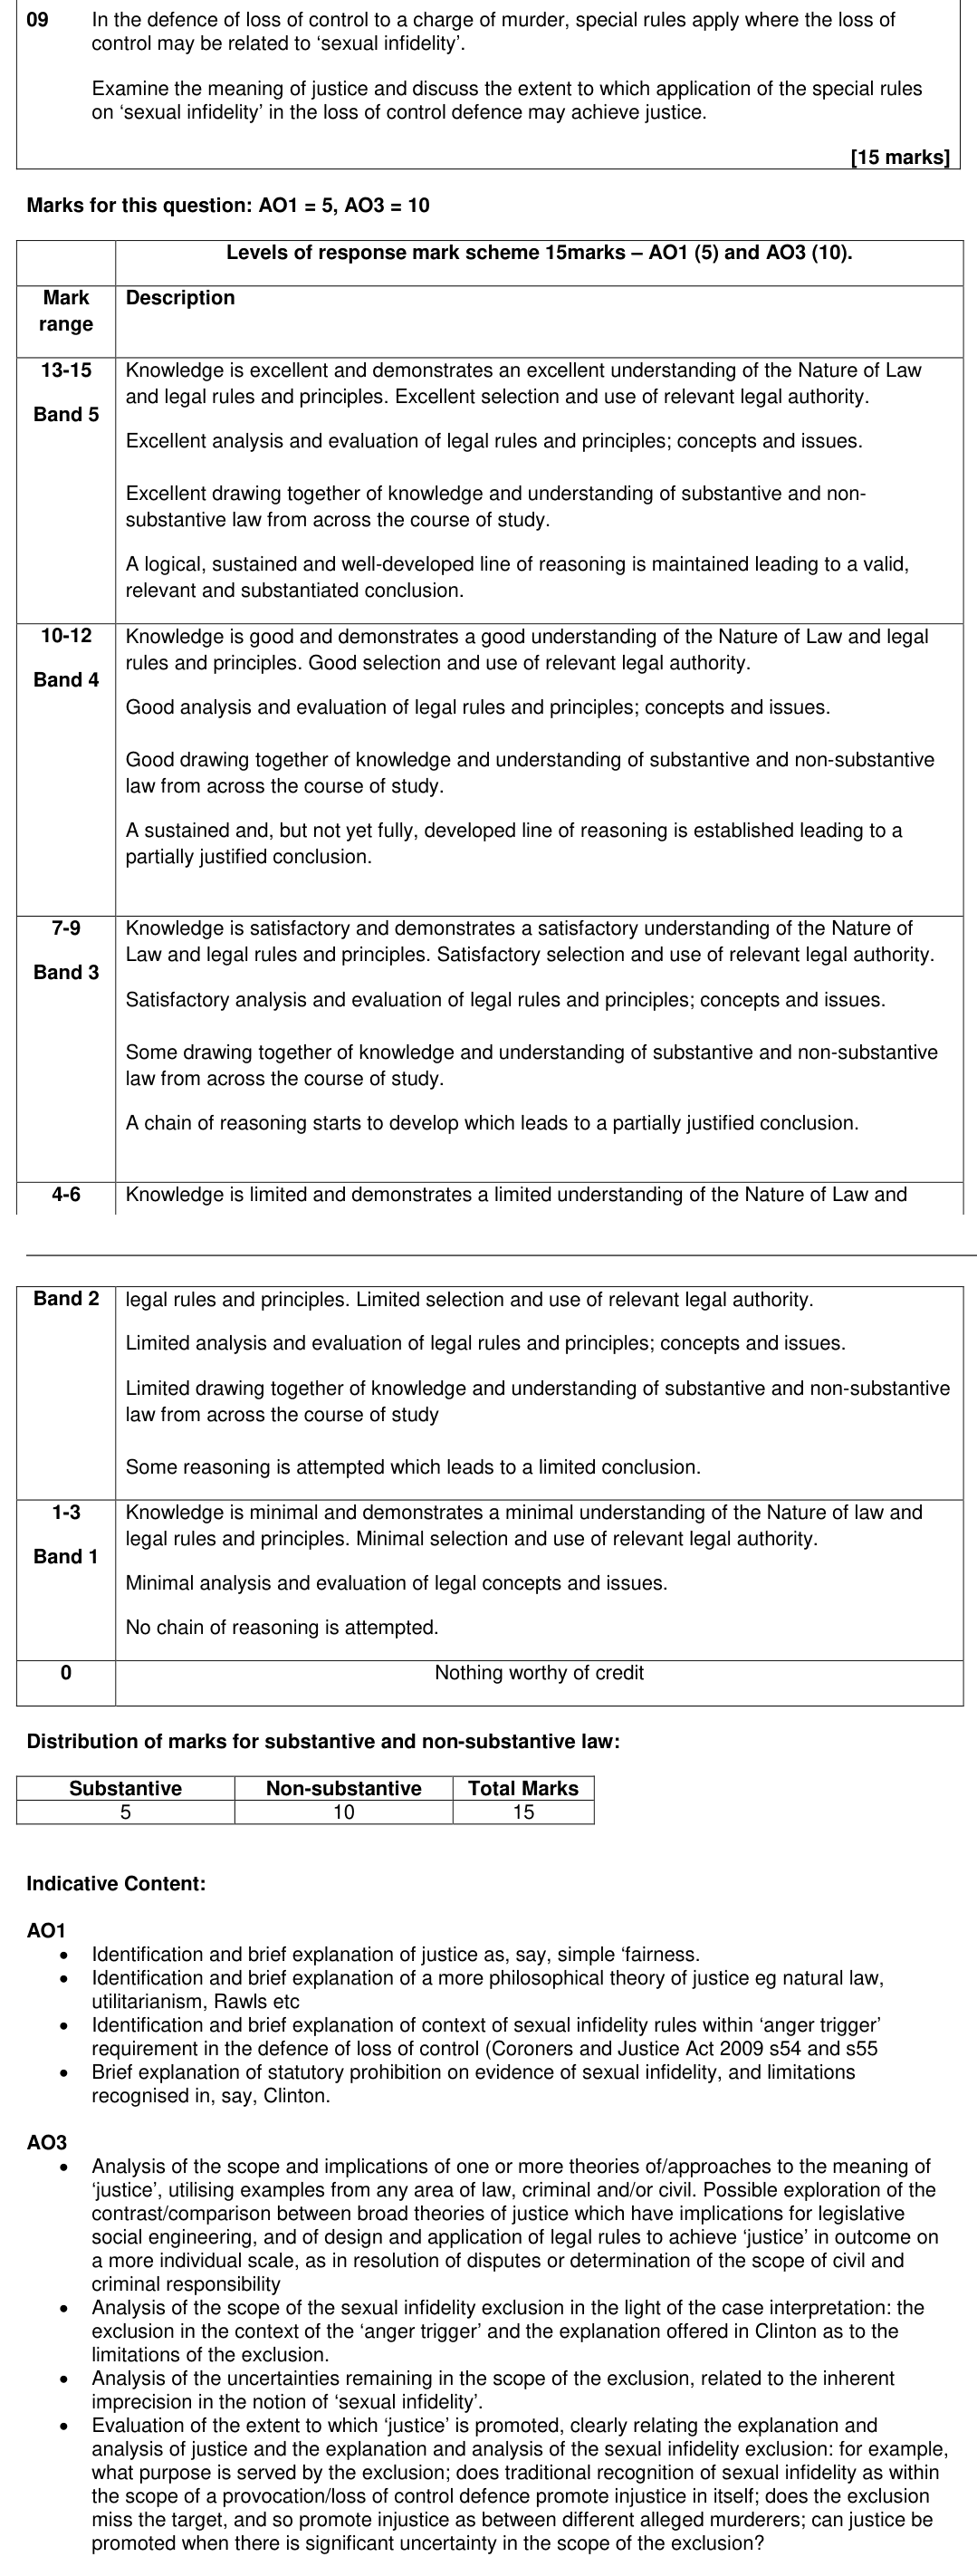 09 In the defence of loss of control to a charge of murder, special rules apply where the loss of
control may be related to ‘sexual infidelity’.
Examine the meaning of justice and discuss the extent to which application of the special rules
on ‘sexual infidelity’ in the loss of control defence may achieve justice.
[15 marks]
Marks for this question: AO1 = 5, AO3 = 10
Levels of response mark scheme 15marks – AO1 (5) and AO3 (10).
Mark range Description
13-15
Band 5
Knowledge is excellent and demonstrates an excellent understanding of the Nature of Law
and legal rules and principles. Excellent selection and use of relevant legal authority.
Excellent analysis and evaluation of legal rules and principles; concepts and issues.
Excellent drawing together of knowledge and understanding of substantive and non-
substantive law from across the course of study.
A logical, sustained and well-developed line of reasoning is maintained leading to a valid,
relevant and substantiated conclusion.
10-12
Band 4
Knowledge is good and demonstrates a good understanding of the Nature of Law and legal
rules and principles. Good selection and use of relevant legal authority.
Good analysis and evaluation of legal rules and principles; concepts and issues.
Good drawing together of knowledge and understanding of substantive and non-substantive
law from across the course of study.
A sustained and, but not yet fully, developed line of reasoning is established leading to a
partially justified conclusion.
7-9
Band 3
Knowledge is satisfactory and demonstrates a satisfactory understanding of the Nature of
Law and legal rules and principles. Satisfactory selection and use of relevant legal authority.
Satisfactory analysis and evaluation of legal rules and principles; concepts and issues.
Some drawing together of knowledge and understanding of substantive and non-substantive
law from across the course of study.
A chain of reasoning starts to develop which leads to a partially justified conclusion.
4-6 Knowledge is limited and demonstrates a limited understanding of the Nature of Law and
Band 2 legal rules and principles. Limited selection and use of relevant legal authority.
Limited analysis and evaluation of legal rules and principles; concepts and issues.
Limited drawing together of knowledge and understanding of substantive and non-substantive
law from across the course of study
Some reasoning is attempted which leads to a limited conclusion.
1-3
Band 1
Knowledge is minimal and demonstrates a minimal understanding of the Nature of law and
legal rules and principles. Minimal selection and use of relevant legal authority.
Minimal analysis and evaluation of legal concepts and issues.
No chain of reasoning is attempted.
0 Nothing worthy of credit
Distribution of marks for substantive and non-substantive law:
Substantive Non-substantive Total Marks
5 10 15
Indicative Content:
AO1
• Identification and brief explanation of justice as, say, simple ‘fairness.
• Identification and brief explanation of a more philosophical theory of justice eg natural law,
utilitarianism, Rawls etc
• Identification and brief explanation of context of sexual infidelity rules within ‘anger trigger’
requirement in the defence of loss of control (Coroners and Justice Act 2009 s54 and s55
• Brief explanation of statutory prohibition on evidence of sexual infidelity, and limitations
recognised in, say, Clinton.
AO3
• Analysis of the scope and implications of one or more theories of/approaches to the meaning of
‘justice’, utilising examples from any area of law, criminal and/or civil. Possible exploration of the
contrast/comparison between broad theories of justice which have implications for legislative
social engineering, and of design and application of legal rules to achieve ‘justice’ in outcome on
a more individual scale, as in resolution of disputes or determination of the scope of civil and
criminal responsibility
• Analysis of the scope of the sexual infidelity exclusion in the light of the case interpretation: the
exclusion in the context of the ‘anger trigger’ and the explanation offered in Clinton as to the
limitations of the exclusion.
• Analysis of the uncertainties remaining in the scope of the exclusion, related to the inherent
imprecision in the notion of ‘sexual infidelity’.
• Evaluation of the extent to which ‘justice’ is promoted, clearly relating the explanation and
analysis of justice and the explanation and analysis of the sexual infidelity exclusion: for example,
what purpose is served by the exclusion; does traditional recognition of sexual infidelity as within
the scope of a provocation/loss of control defence promote injustice in itself; does the exclusion
miss the target, and so promote injustice as between different alleged murderers; can justice be
promoted when there is significant uncertainty in the scope of the exclusion?